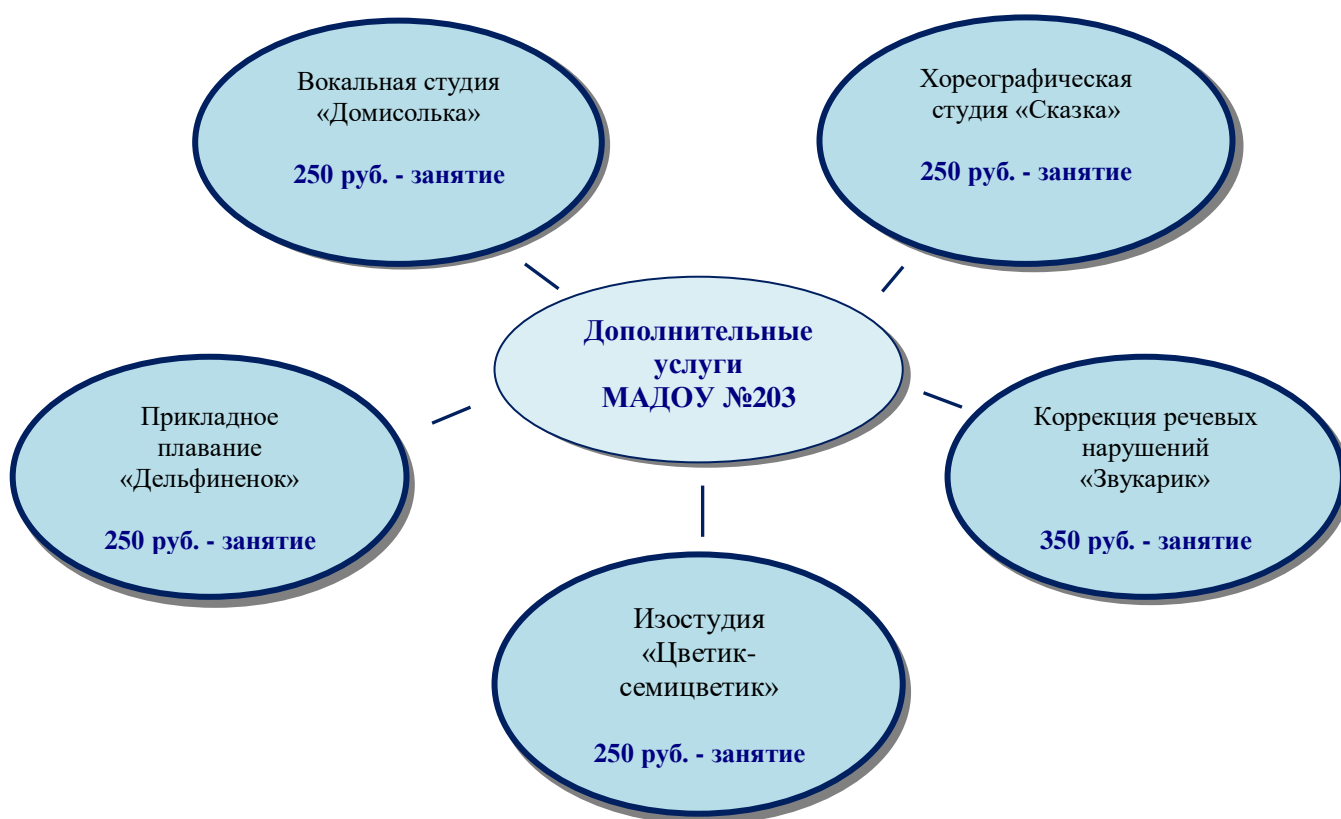 Вокальная студия
«Домисолька»
250 руб. - занятие
Хореографическая
студия «Сказка»
250 руб. - занятие
Дополнительные
услуги
МАДОУ №203
Прикладное
плавание
«Дельфиненок»
250 руб. - занятие
Коррекция речевых
нарушений
«Звукарик»
350 руб. - занятие
Изостудия
«Цветик-
семицветик»
250 руб. - занятие